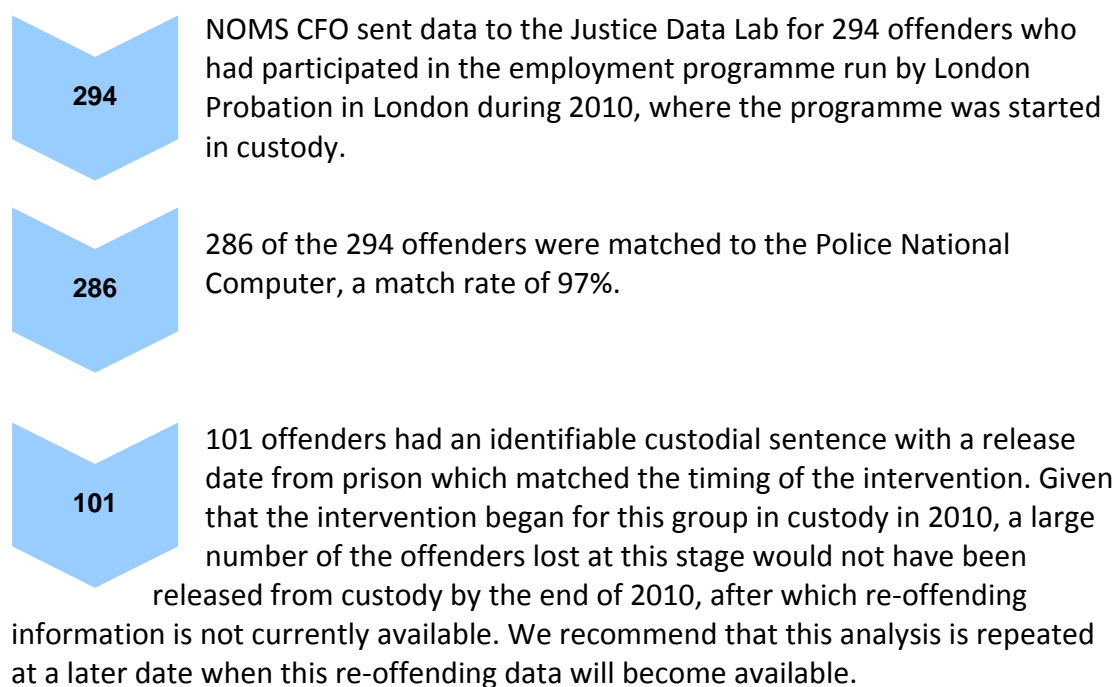 294
NOMS CFO sent data to the Justice Data Lab for 294 offenders who
had participated in the employment programme run by London
Probation in London during 2010, where the programme was started
in custody.
286
286 of the 294 offenders were matched to the Police National
Computer, a match rate of 97%.
101
101 offenders had an identifiable custodial sentence with a release
date from prison which matched the timing of the intervention. Given
that the intervention began for this group in custody in 2010, a large
number of the offenders lost at this stage would not have been
released from custody by the end of 2010, after which re-offending
information is not currently available. We recommend that this analysis is repeated
at a later date when this re-offending data will become available.